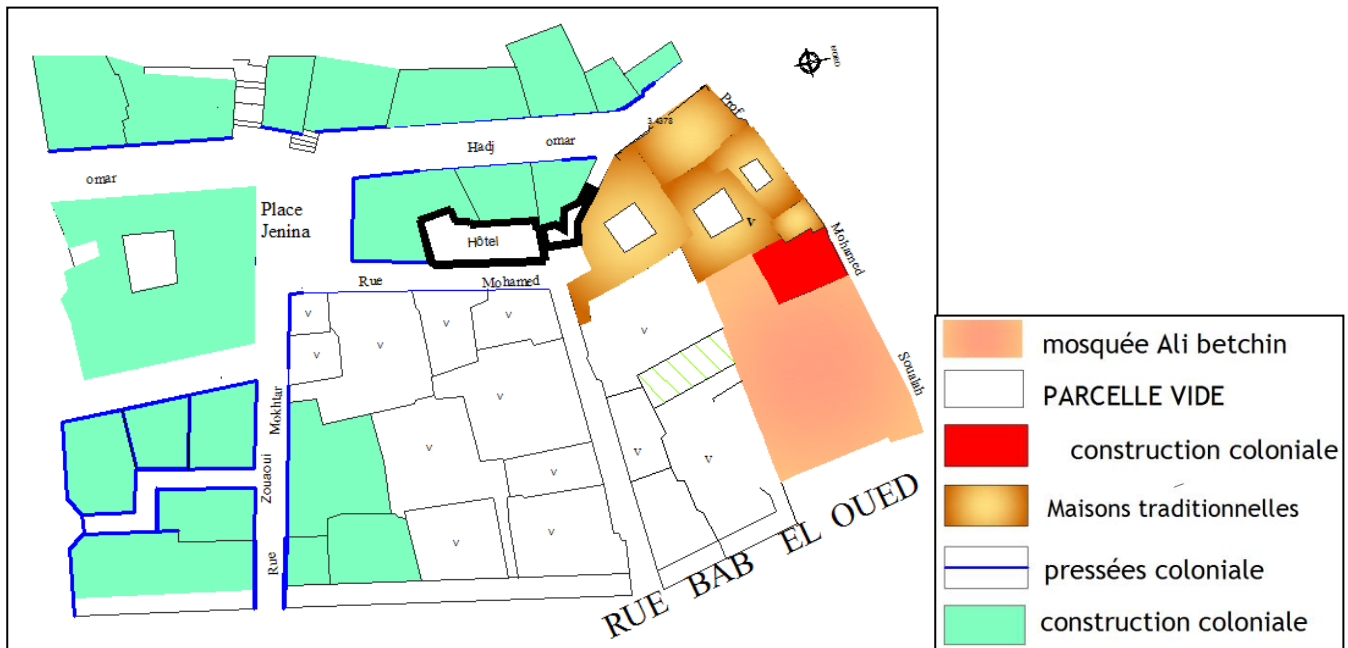 NORD
Prof
3.4378
Hadj
omar
omar
Place
Jenina
Hôtel
V
Mohamed
Rue
Mohamed
V
V
V
V
V
V
V
V
V
V
V
V
V
Soualah
Mokhtar
Zouaoui
Rue
RUE BAB EL OUED
mosquée Ali betchin
PARCELLE VIDE
construction coloniale
Maisons traditionnelles
pressées coloniale
construction coloniale